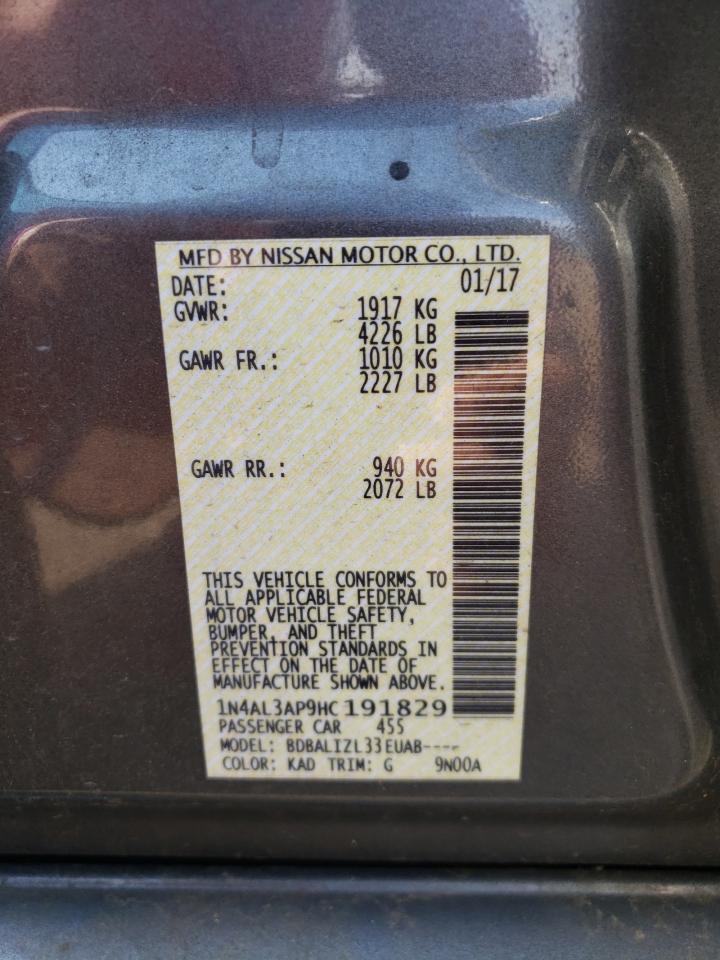 MFD BY NISSAN MOTOR CO., LTD.
DATE: 01/17
GVWR: 1917 KG
4226 LB
GAWR FR.: 1010 KG
2227 LB
GAWR RR.: 940 KG
2072 LB
THIS VEHICLE CONFORMS TO
ALL APPLICABLE FEDERAL
MOTOR VEHICLE SAFETY,
BUMPER, AND THEFT
PREVENTION STANDARDS IN
EFFECT ON THE DATE OF
MANUFACTURE SHOWN ABOVE.
1N4AL3AP9HC191829
PASSENGER CAR 455
MODEL: BDBALIZL33EUAB----
COLOR: KAD TRIM: G 9N00A